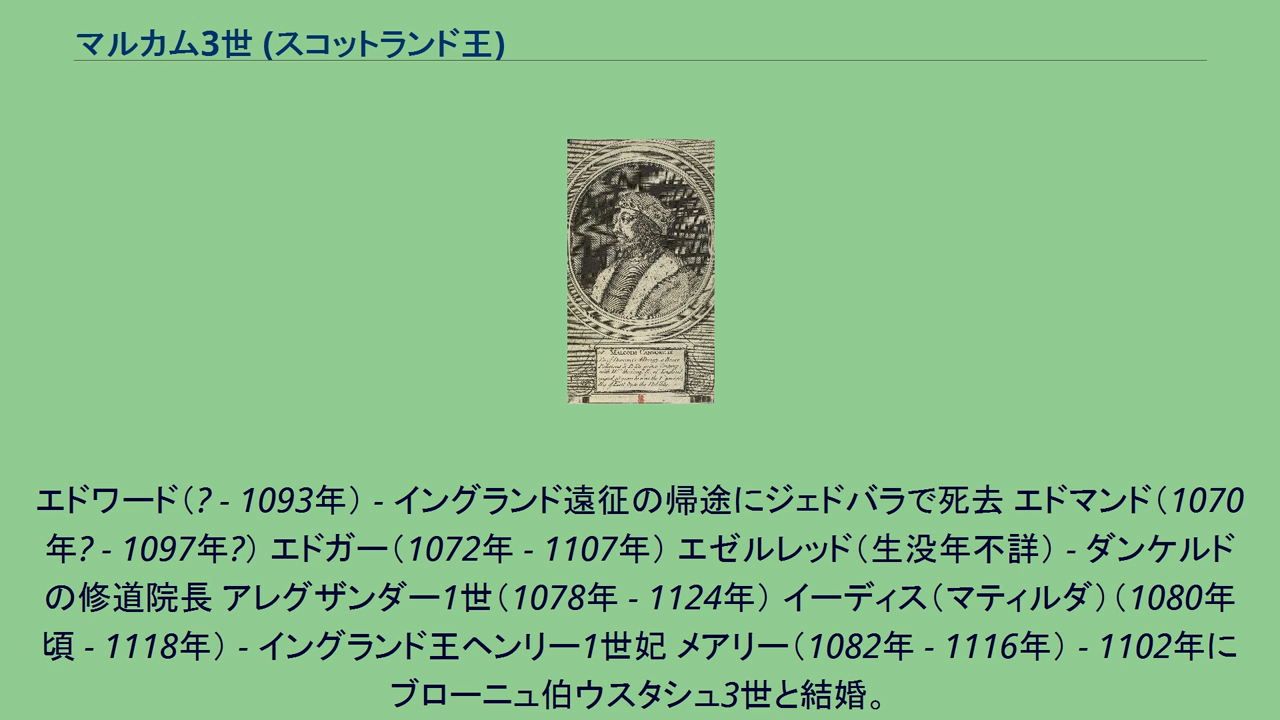 マルカム3世 (スコットランド王)
MALCOLM CANMORE III
エドワード（? - 1093年） - イングランド遠征の帰途にジェドバラで死去 エドマンド（1070
年? - 1097年?） エドガー（1072年 - 1107年） エゼルレッド（生没年不詳） - ダンケルド
の修道院長 アレグザンダー1世（1078年 - 1124年） イーディス（マティルダ）（1080年
頃 - 1118年） - イングランド王ヘンリー1世妃 メアリー（1082年 - 1116年） - 1102年に
ブローニュ伯ウスタシュ3世と結婚。